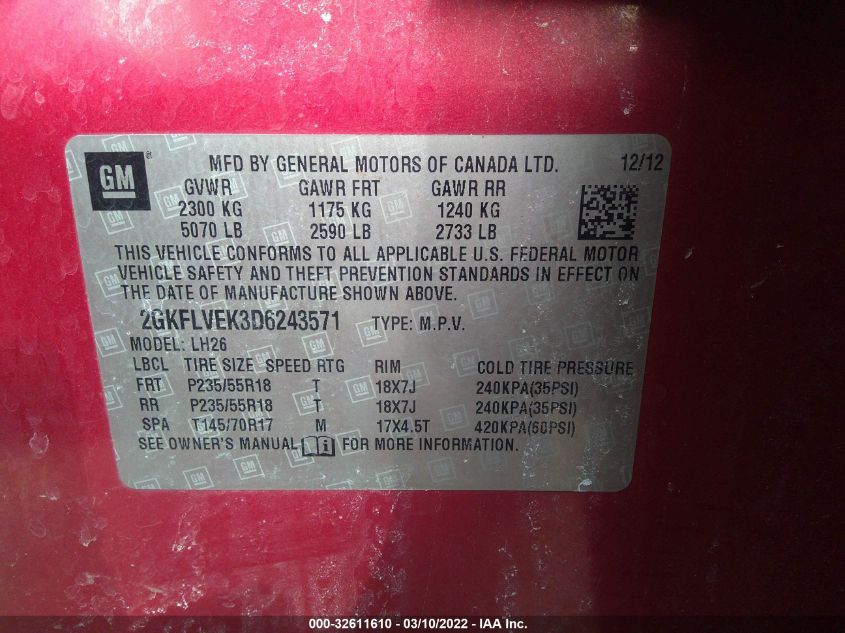 GM
MFD BY GENERAL MOTORS OF CANADA LTD. 12/12
GVWR GAWR FRT GAWR RR
2300 KG 1175 KG 1240 KG
5070 LB 2590 LB 2733 LB
THIS VEHICLE CONFORMS TO ALL APPLICABLE U.S. FEDERAL MOTOR
VEHICLE SAFETY AND THEFT PREVENTION STANDARDS IN EFFECT ON
THE DATE OF MANUFACTURE SHOWN ABOVE.
2GKFLVEK3D6243571 TYPE: M.P.V.
MODEL: LH26
LBCL TIRE SIZE SPEED RTG RIM COLD TIRE PRESSURE
FRT P235/55R18 T 18X7J 240KPA(35PSI)
RR P235/55R18 T 18X7J 240KPA(35PSI)
SPA T145/70R17 M 17X4.5T 420KPA(60PSI)
SEE OWNER'S MANUAL FOR MORE INFORMATION.
000-32611610 - 03/10/2022 - IAA Inc.